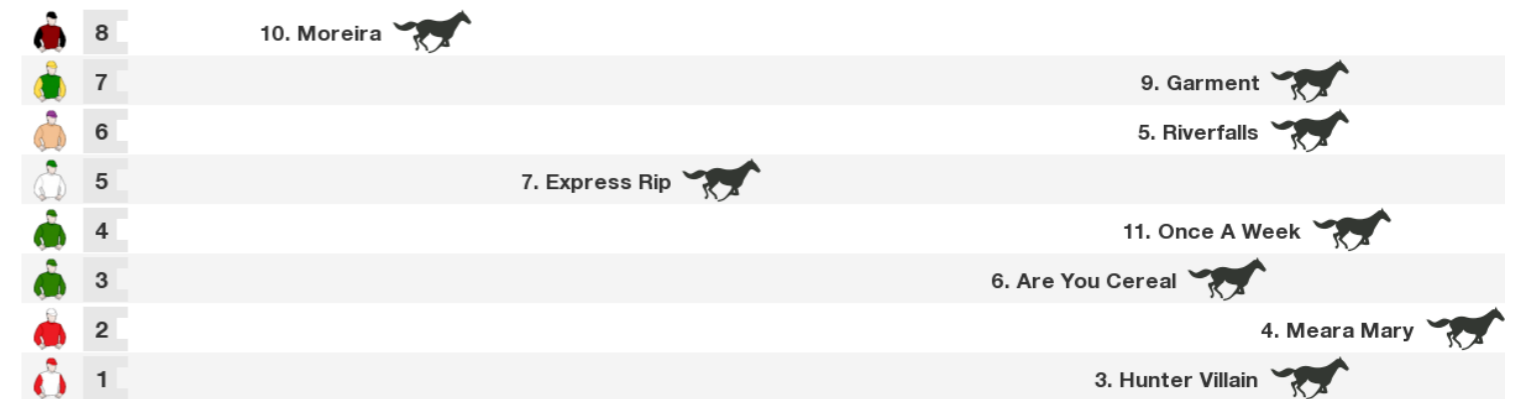 8 10. Moreira
7 9. Garment
6 5. Riverfalls
5 7. Express Rip
4 11. Once A Week
3 6. Are You Cereal
2 4. Meara Mary
1 3. Hunter Villain